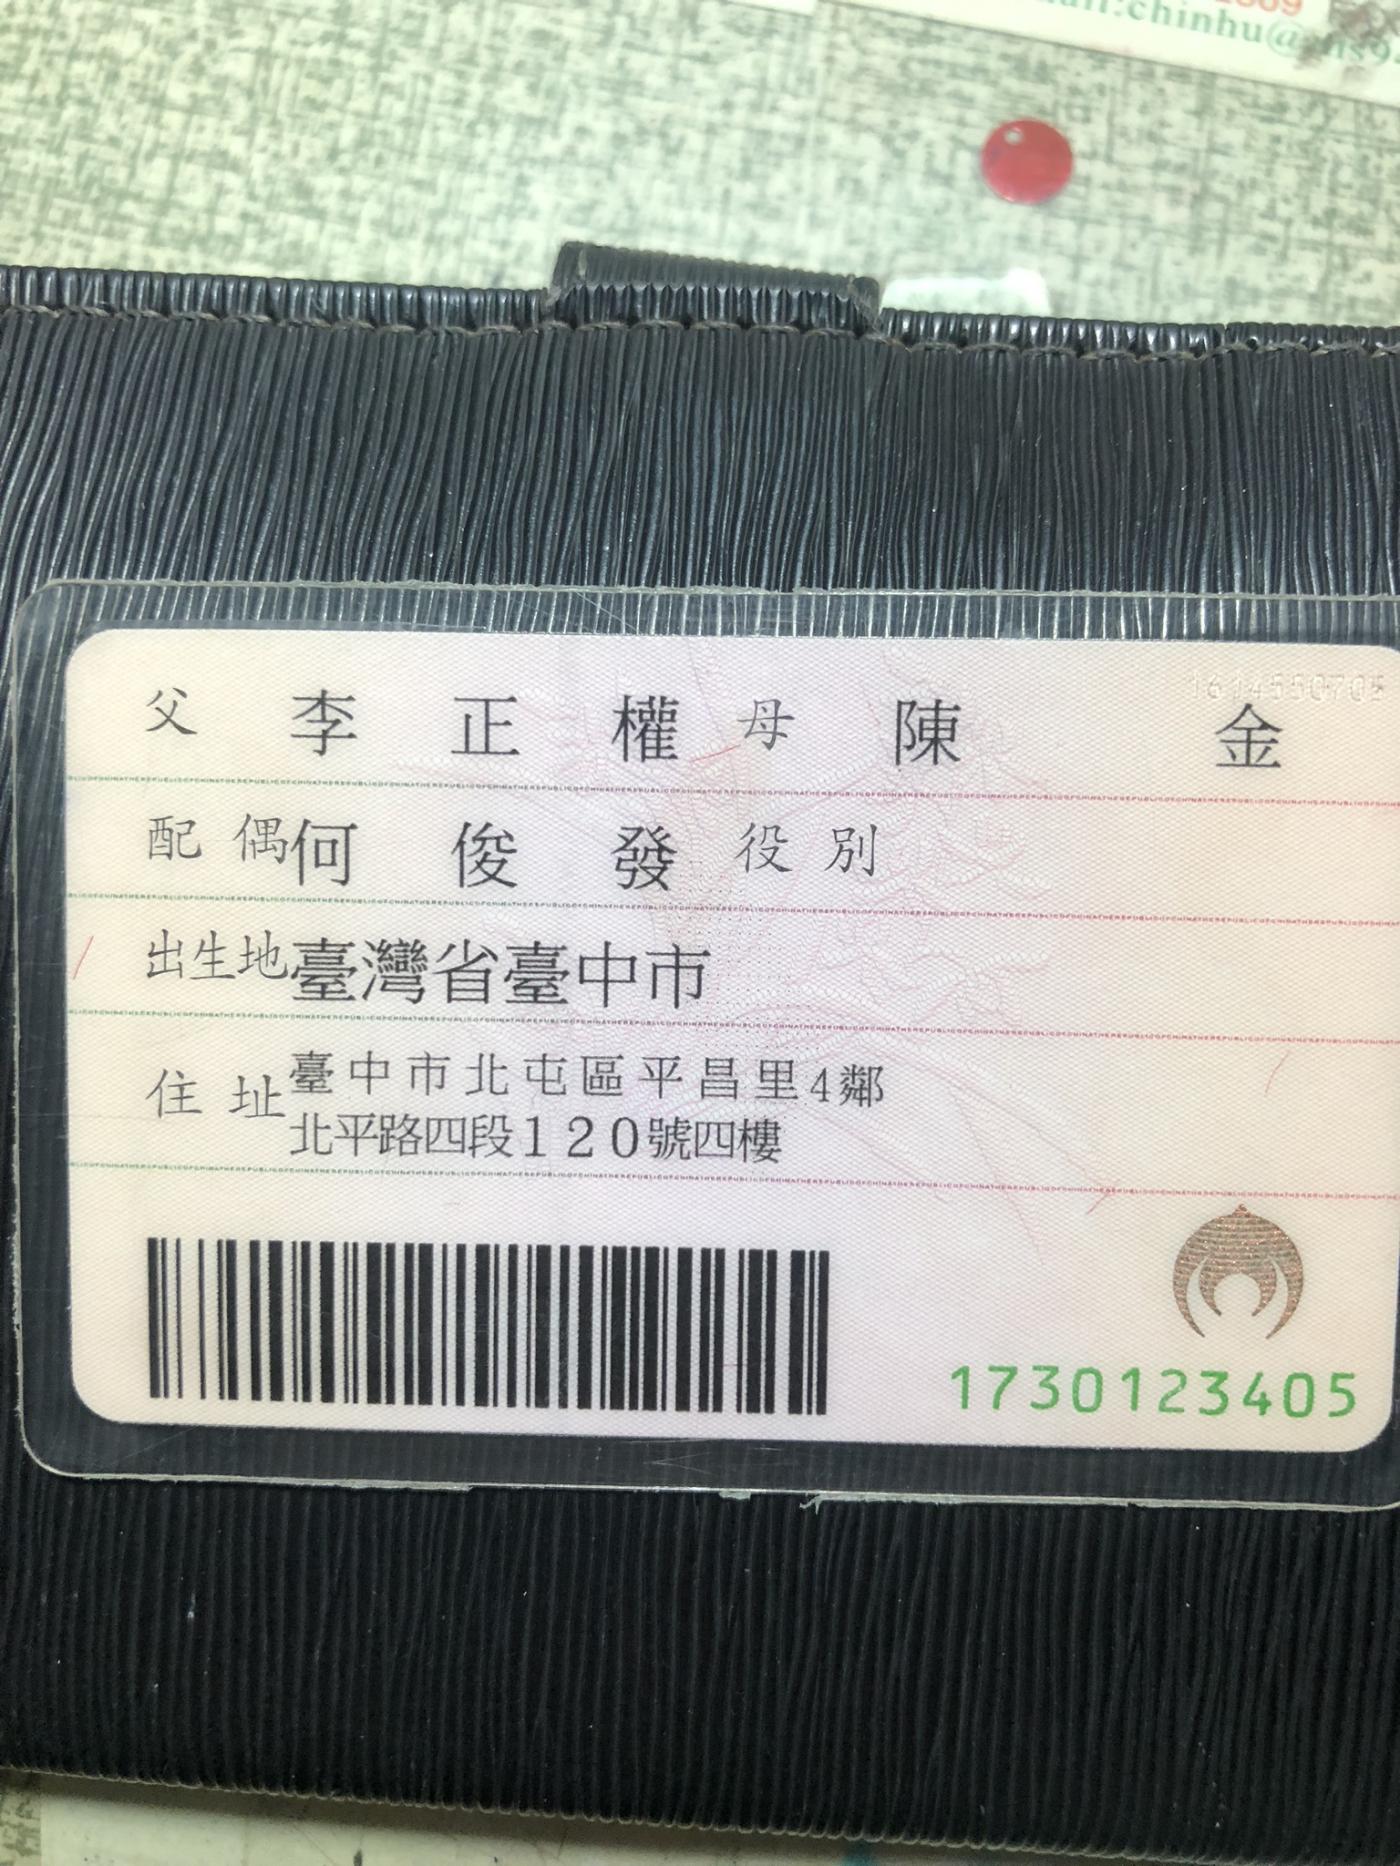 mail:chinhu@
父 李正權 母 陳金
配偶 何俊發 役別
出生地 臺灣省臺中市
住址 臺中市北屯區平昌里4鄰
北平路四段120號四樓
1730123405